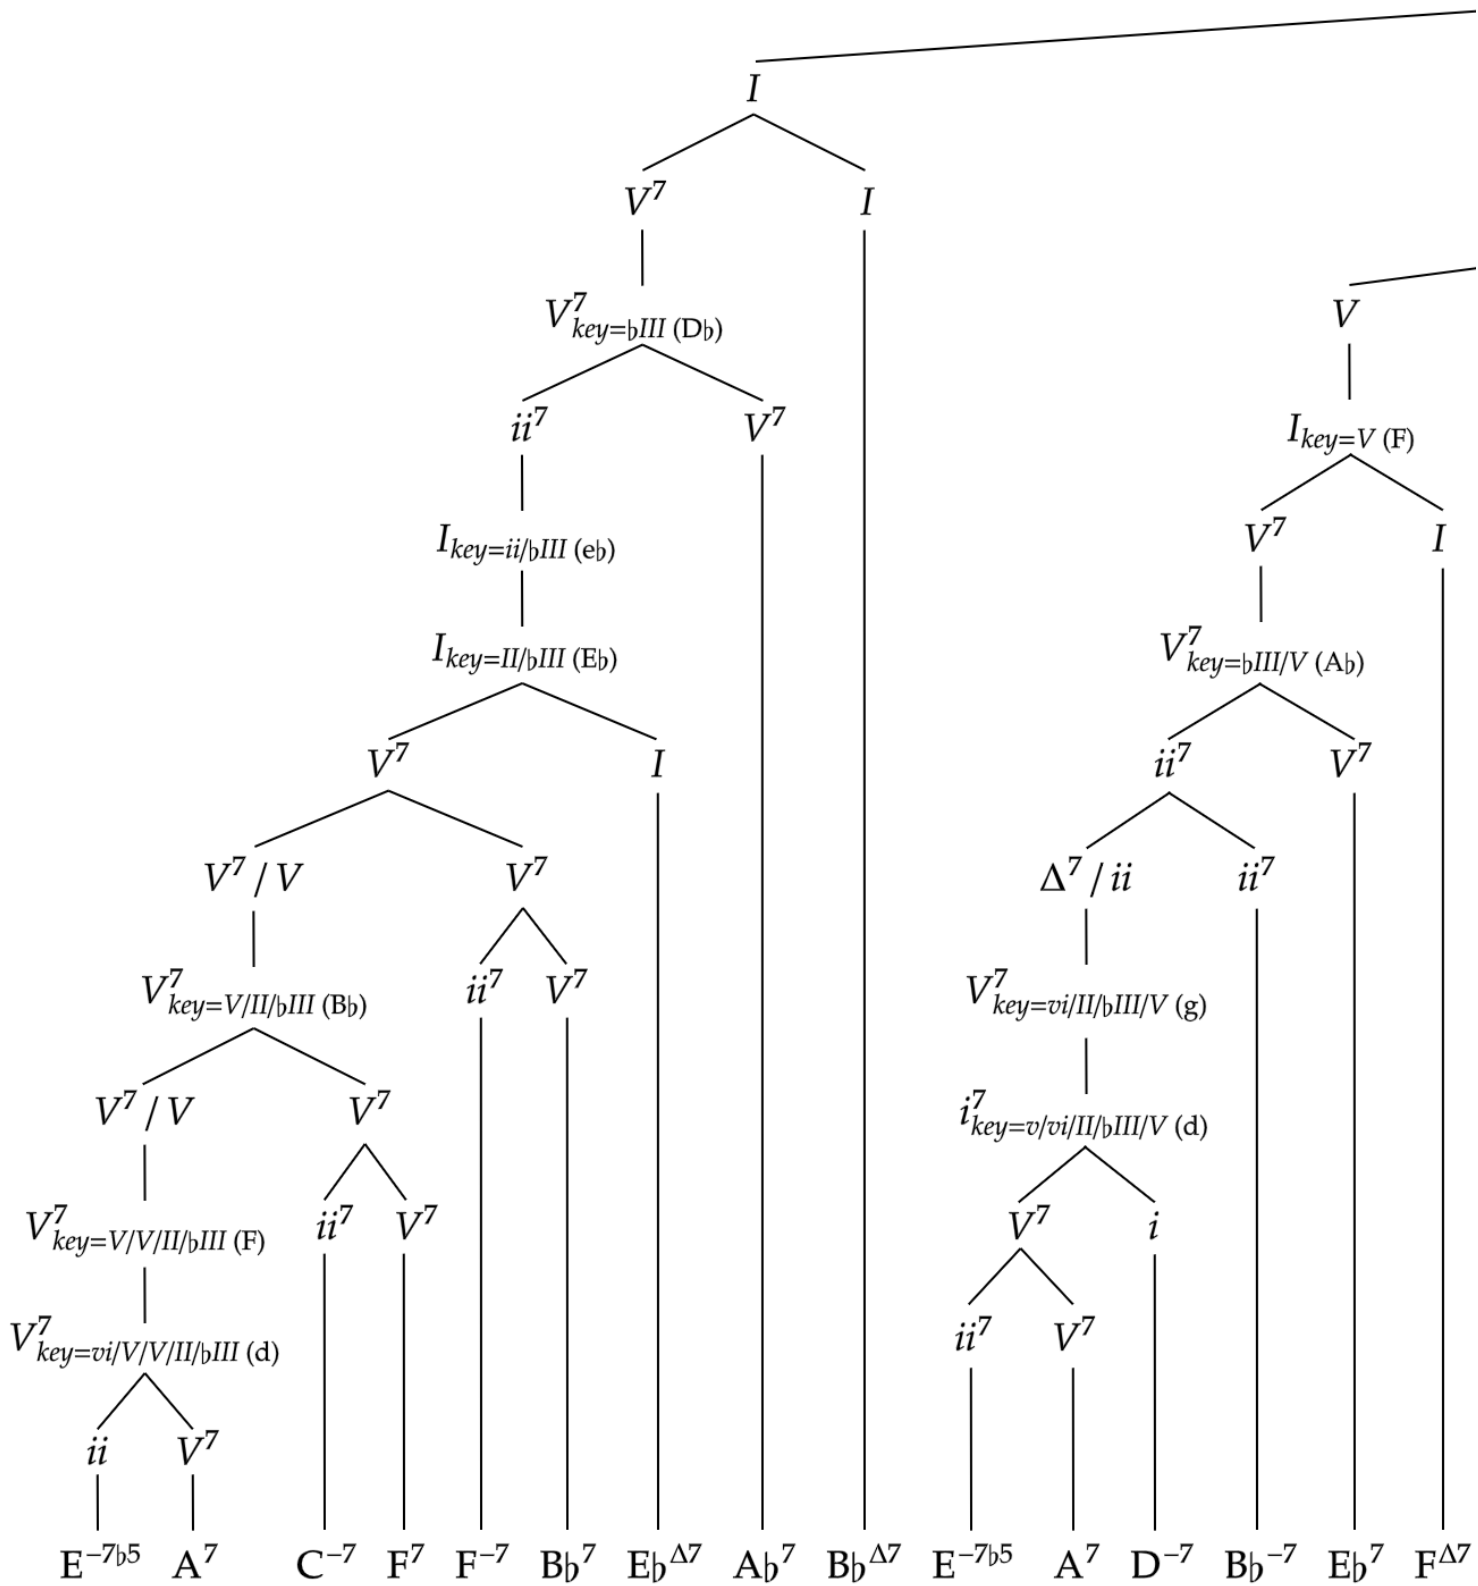 I
V⁷ I
V⁷key=♭III (D♭) V
ii⁷ V⁷ Ikey=V (F)
Ikey=ii/♭III (e♭) V⁷ I
Ikey=II/♭III (E♭) V⁷key=♭III/V (A♭)
V⁷ I ii⁷ V⁷
V⁷ / V V⁷ Δ⁷ / ii ii⁷
V⁷key=V/II/♭III (B♭) ii⁷ V⁷ V⁷key=vi/II/♭III/V (g)
V⁷ / V V⁷ i⁷key=v/vi/II/♭III/V (d)
V⁷key=V/V/II/♭III (F) ii⁷ V⁷ V⁷ i
V⁷key=vi/V/V/II/♭III (d) ii⁷ V⁷
ii V⁷
E⁻⁷♭⁵ A⁷ C⁻⁷ F⁷ F⁻⁷ B♭⁷ E♭Δ⁷ A♭⁷ B♭Δ⁷ E⁻⁷♭⁵ A⁷ D⁻⁷ B♭⁻⁷ E♭⁷ FΔ⁷